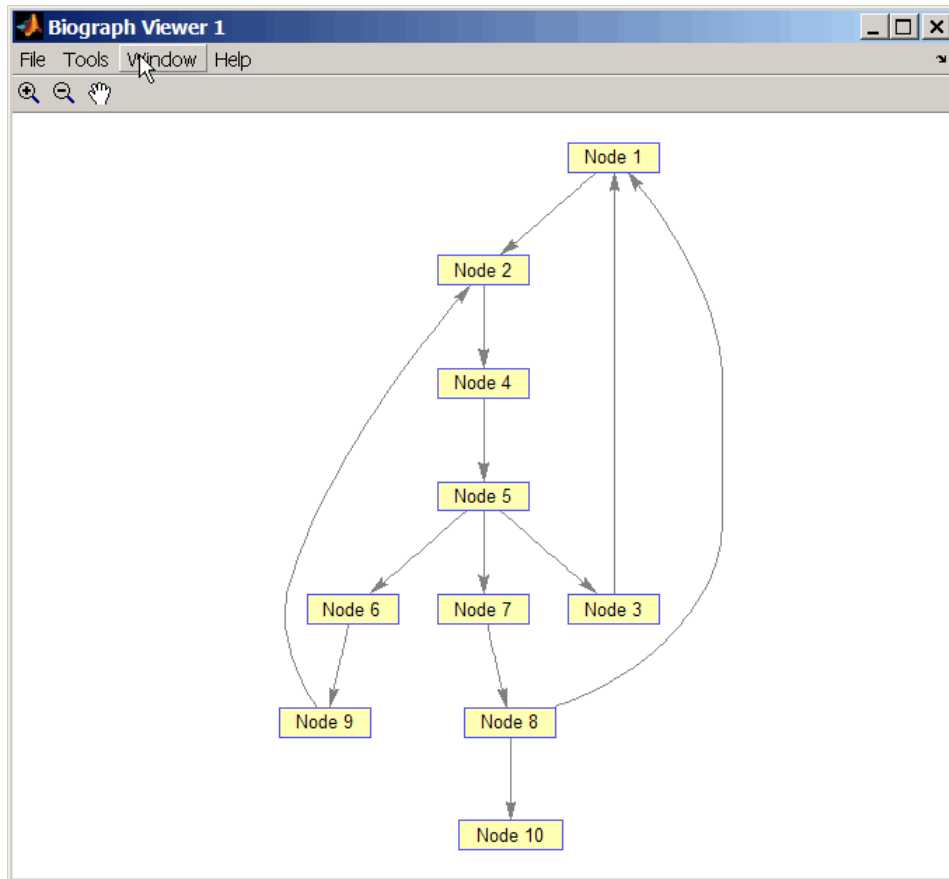 Biograph Viewer 1
File Tools Window Help
Node 1
Node 2
Node 4
Node 5
Node 6 Node 7 Node 3
Node 9 Node 8
Node 10